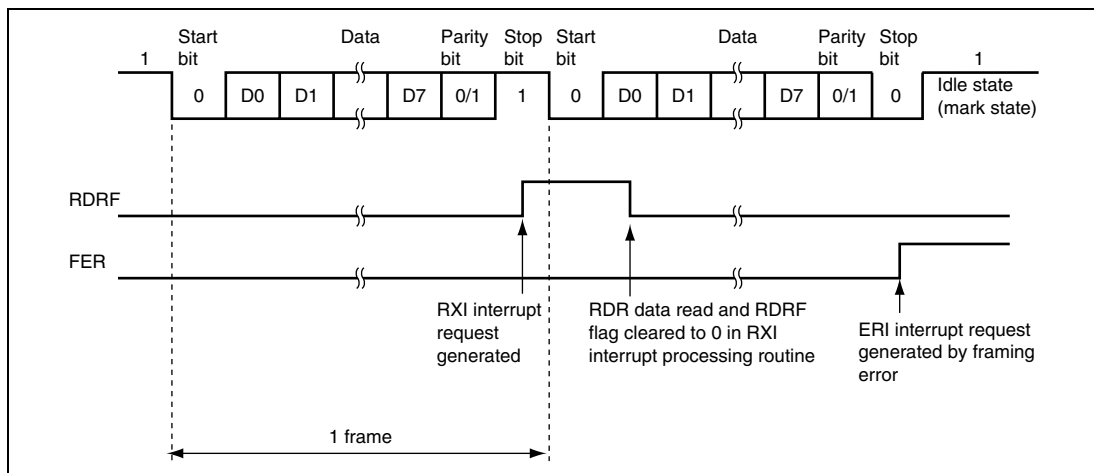 Start bit Data Parity bit Stop bit Start bit Data Parity bit Stop bit
1 1
0 D0 D1 D7 0/1 1 0 D0 D1 D7 0/1 0 Idle state (mark state)
RDRF
FER
RXI interrupt
request
generated
RDR data read and RDRF
flag cleared to 0 in RXI
interrupt processing routine
ERI interrupt request
generated by framing
error
1 frame